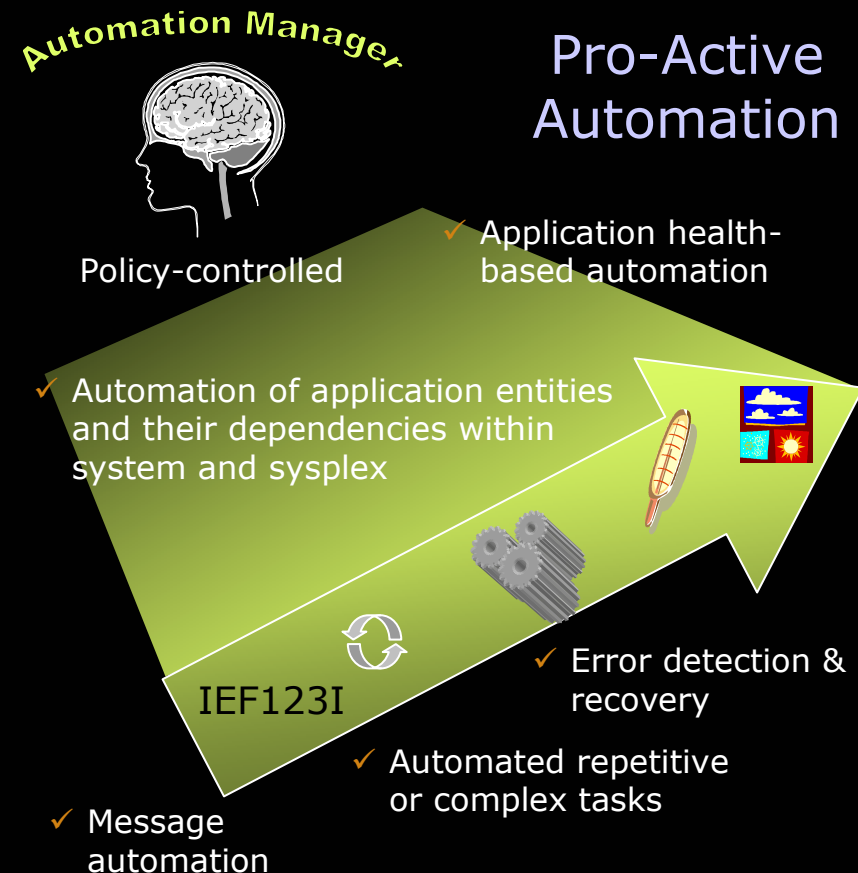 Automation Manager
Pro-Active
Automation
Policy-controlled
✓ Application health-
based automation
✓ Automation of application entities
and their dependencies within
system and sysplex
IEF123I
✓ Error detection &
recovery
✓ Automated repetitive
or complex tasks
✓ Message
automation